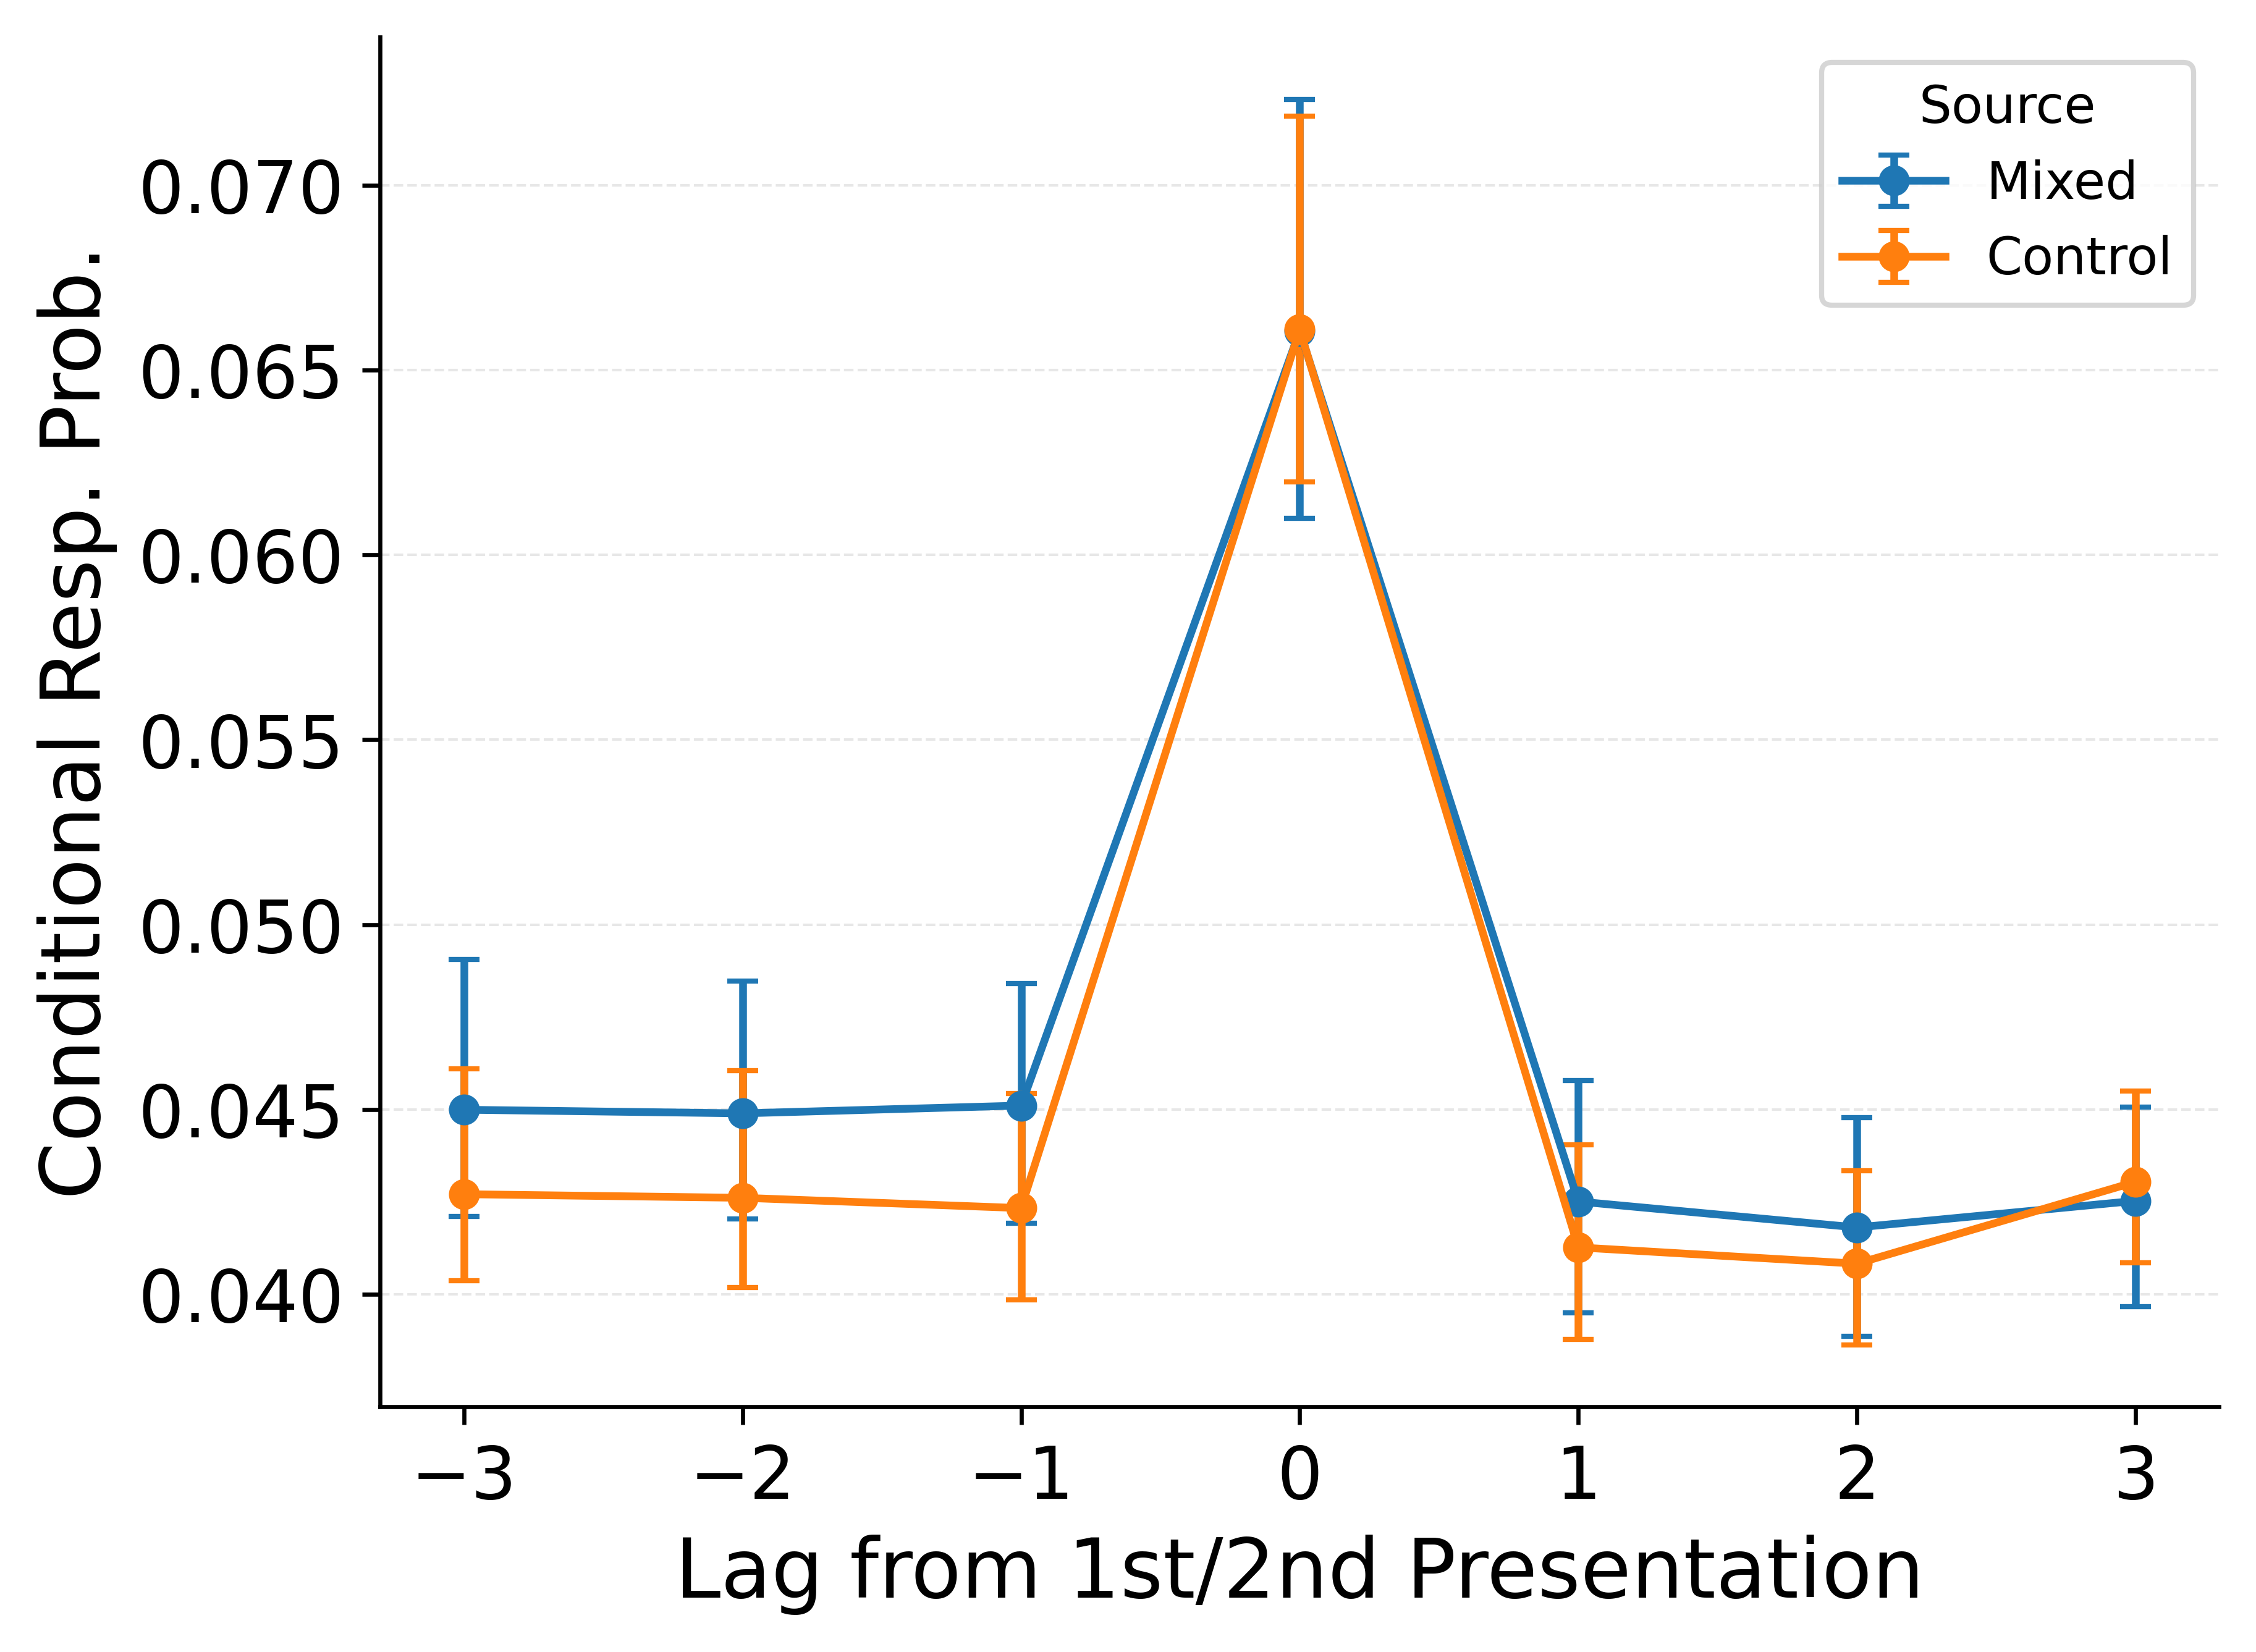 Source
Mixed
Control
Conditional Resp. Prob.
0.070
0.065
0.060
0.055
0.050
0.045
0.040
−3 −2 −1 0 1 2 3
Lag from 1st/2nd Presentation